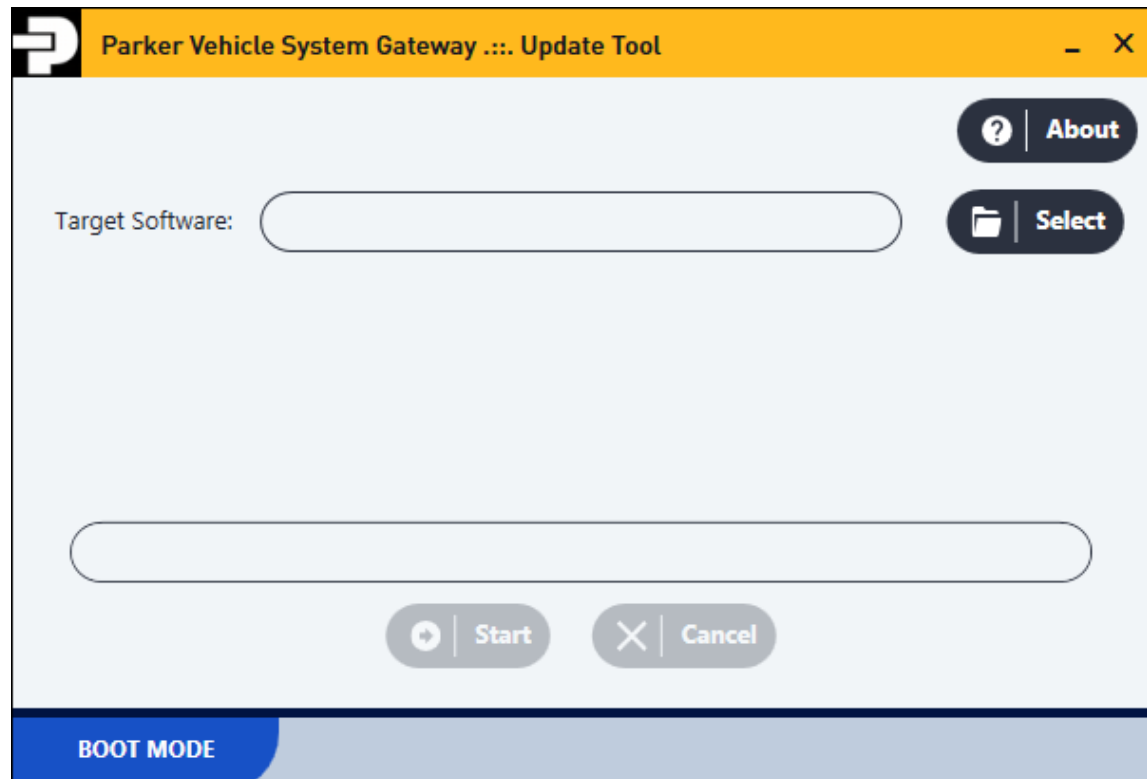 Parker Vehicle System Gateway .::. Update Tool
About
Target Software:
Select
Start
Cancel
BOOT MODE